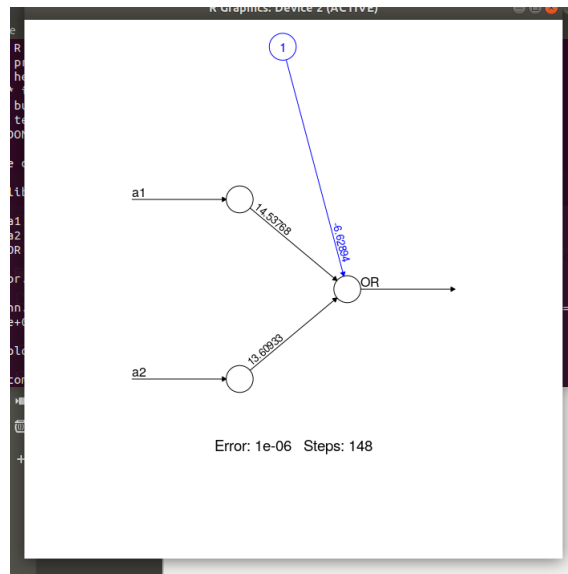 R Graphics: Device 2 (ACTIVE)
1
a1
14.53768
-6.62894
OR
13.60933
a2
Error: 1e-06 Steps: 148